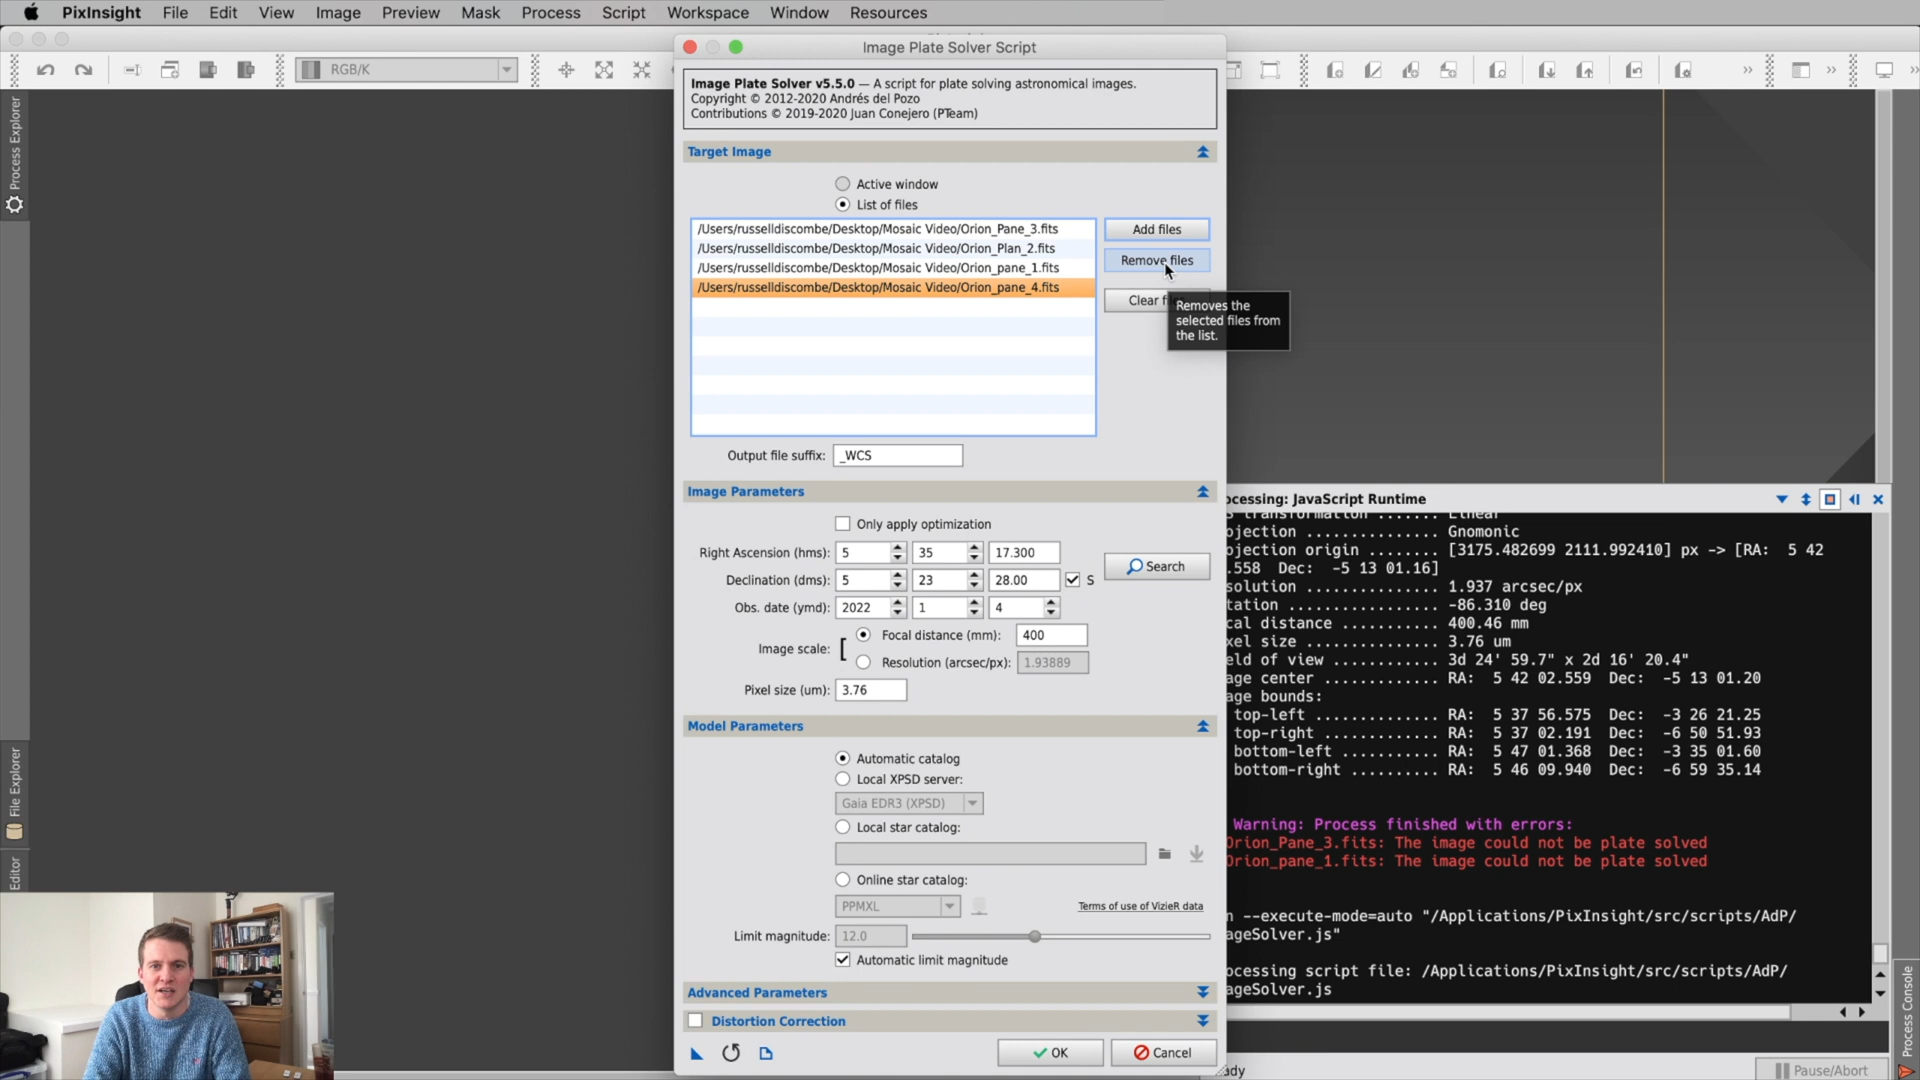 PixInsight File Edit View Image Preview Mask Process Script Workspace Window Resources
Image Plate Solver Script
RGB/K
Process Explorer
File Explorer
Editor
Image Plate Solver v5.5.0 — A script for plate solving astronomical images.
Copyright © 2012-2020 Andrés del Pozo
Contributions © 2019-2020 Juan Conejero (PTeam)
Target Image
Active window
List of files
/Users/russelldiscombe/Desktop/Mosaic Video/Orion_Pane_3.fits
/Users/russelldiscombe/Desktop/Mosaic Video/Orion_Plan_2.fits
/Users/russelldiscombe/Desktop/Mosaic Video/Orion_pane_1.fits
/Users/russelldiscombe/Desktop/Mosaic Video/Orion_pane_4.fits
Add files
Remove files
Clear
Removes the
selected files from
the list.
Output file suffix: _WCS
Image Parameters
Only apply optimization
Right Ascension (hms): 5 35 17.300
Declination (dms): 5 23 28.00 S
Search
Obs. date (ymd): 2022 1 4
Image scale: [ Focal distance (mm): 400
Resolution (arcsec/px): 1.93889
Pixel size (um): 3.76
Model Parameters
Automatic catalog
Local XPSD server:
Gaia EDR3 (XPSD)
Local star catalog:
Online star catalog:
PPMXL
Terms of use of VizieR data
Limit magnitude: 12.0
Automatic limit magnitude
Advanced Parameters
Distortion Correction
OK Cancel
ocessing: JavaScript Runtime
S transformation ....... Linear
ojection ............... Gnomonic
ojection origin ........ [3175.482699 2111.992410] px -> [RA: 5 42
.558 Dec: -5 13 01.16]
solution ............... 1.937 arcsec/px
tation ................. -86.310 deg
cal distance ........... 400.46 mm
xel size ............... 3.76 um
eld of view ............ 3d 24' 59.7" x 2d 16' 20.4"
age center ............. RA: 5 42 02.559 Dec: -5 13 01.20
age bounds:
top-left ............ RA: 5 37 56.575 Dec: -3 26 21.25
top-right ........... RA: 5 37 02.191 Dec: -6 50 51.93
bottom-left ......... RA: 5 47 01.368 Dec: -3 35 01.60
bottom-right ........ RA: 5 46 09.940 Dec: -6 59 35.14
Warning: Process finished with errors:
Orion_Pane_3.fits: The image could not be plate solved
Orion_pane_1.fits: The image could not be plate solved
n --execute-mode=auto "/Applications/PixInsight/src/scripts/AdP/
ageSolver.js"
ocessing script file: /Applications/PixInsight/src/scripts/AdP/
ageSolver.js
Process Console
ady
Pause/Abort